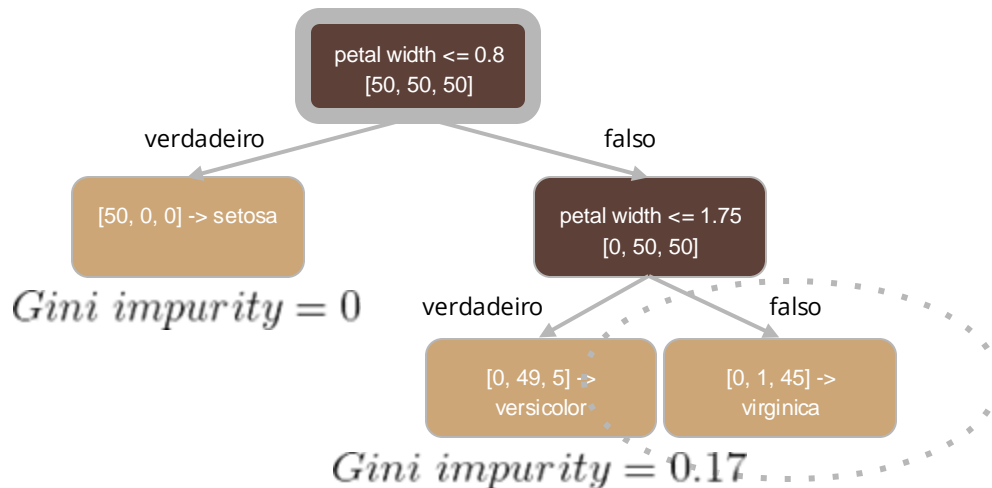 petal width <= 0.8
[50, 50, 50]
verdadeiro
falso
[50, 0, 0] -> setosa
petal width <= 1.75
[0, 50, 50]
Gini impurity = 0
verdadeiro
falso
[0, 49, 5] ->
versicolor
[0, 1, 45] ->
virginica
Gini impurity = 0.17